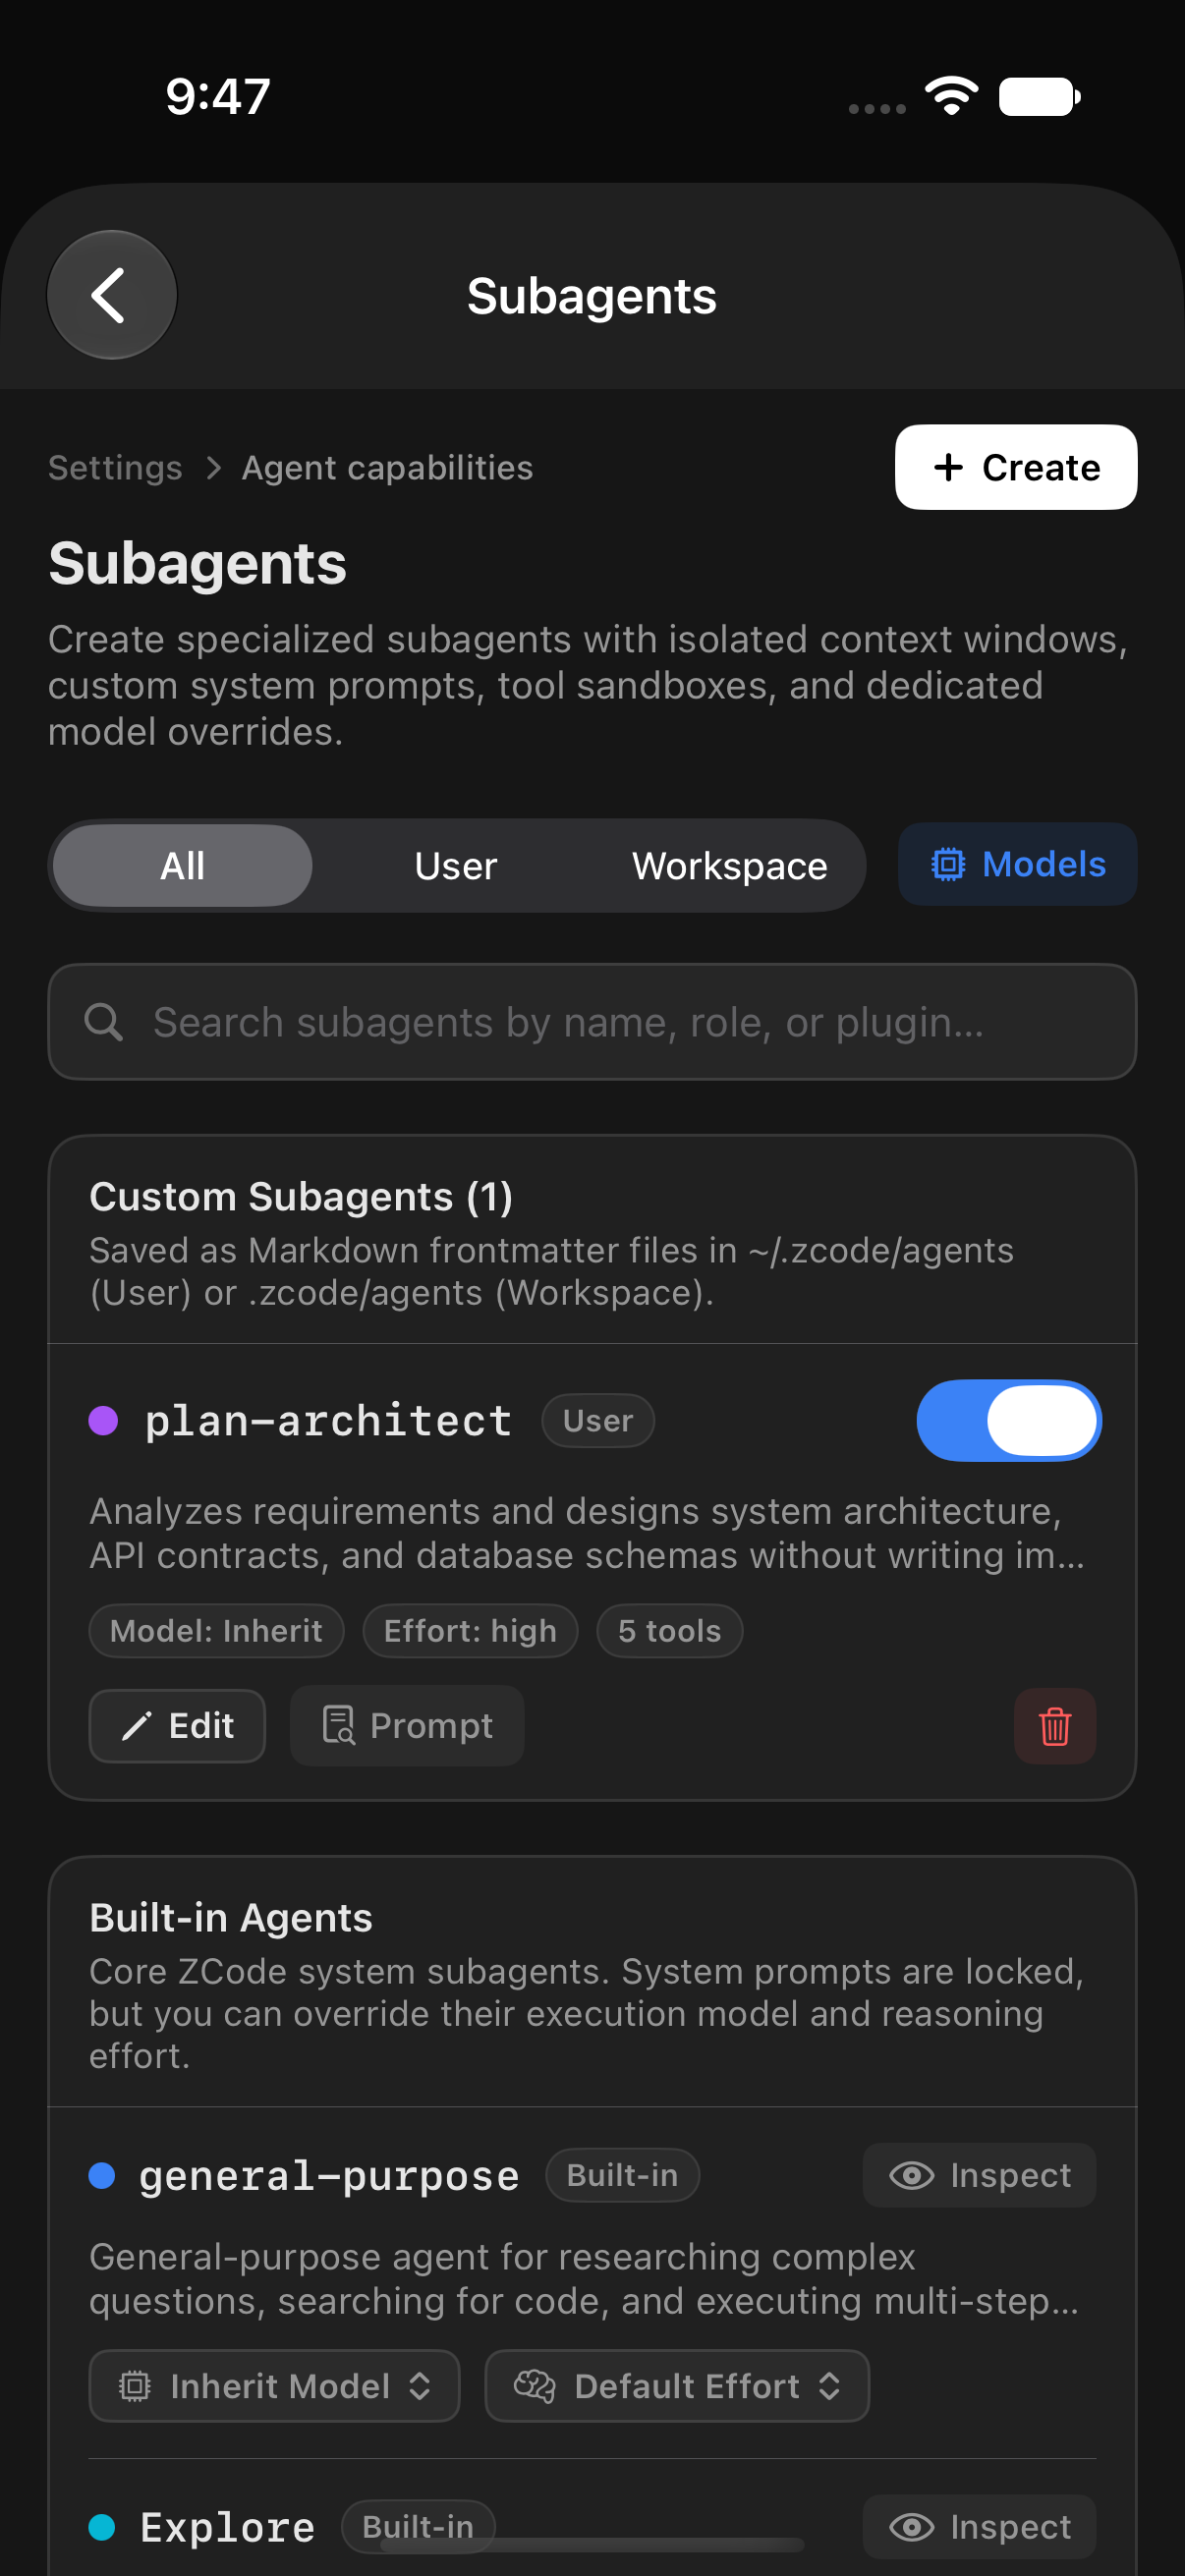 9:47
Subagents
Settings > Agent capabilities
+ Create
Subagents
Create specialized subagents with isolated context windows,
custom system prompts, tool sandboxes, and dedicated
model overrides.
All User Workspace
Models
Search subagents by name, role, or plugin...
Custom Subagents (1)
Saved as Markdown frontmatter files in ~/.zcode/agents
(User) or .zcode/agents (Workspace).
plan-architect User
Analyzes requirements and designs system architecture,
API contracts, and database schemas without writing im...
Model: Inherit Effort: high 5 tools
Edit Prompt
Built-in Agents
Core ZCode system subagents. System prompts are locked,
but you can override their execution model and reasoning
effort.
general-purpose Built-in Inspect
General-purpose agent for researching complex
questions, searching for code, and executing multi-step...
Inherit Model Default Effort
Explore Built-in Inspect